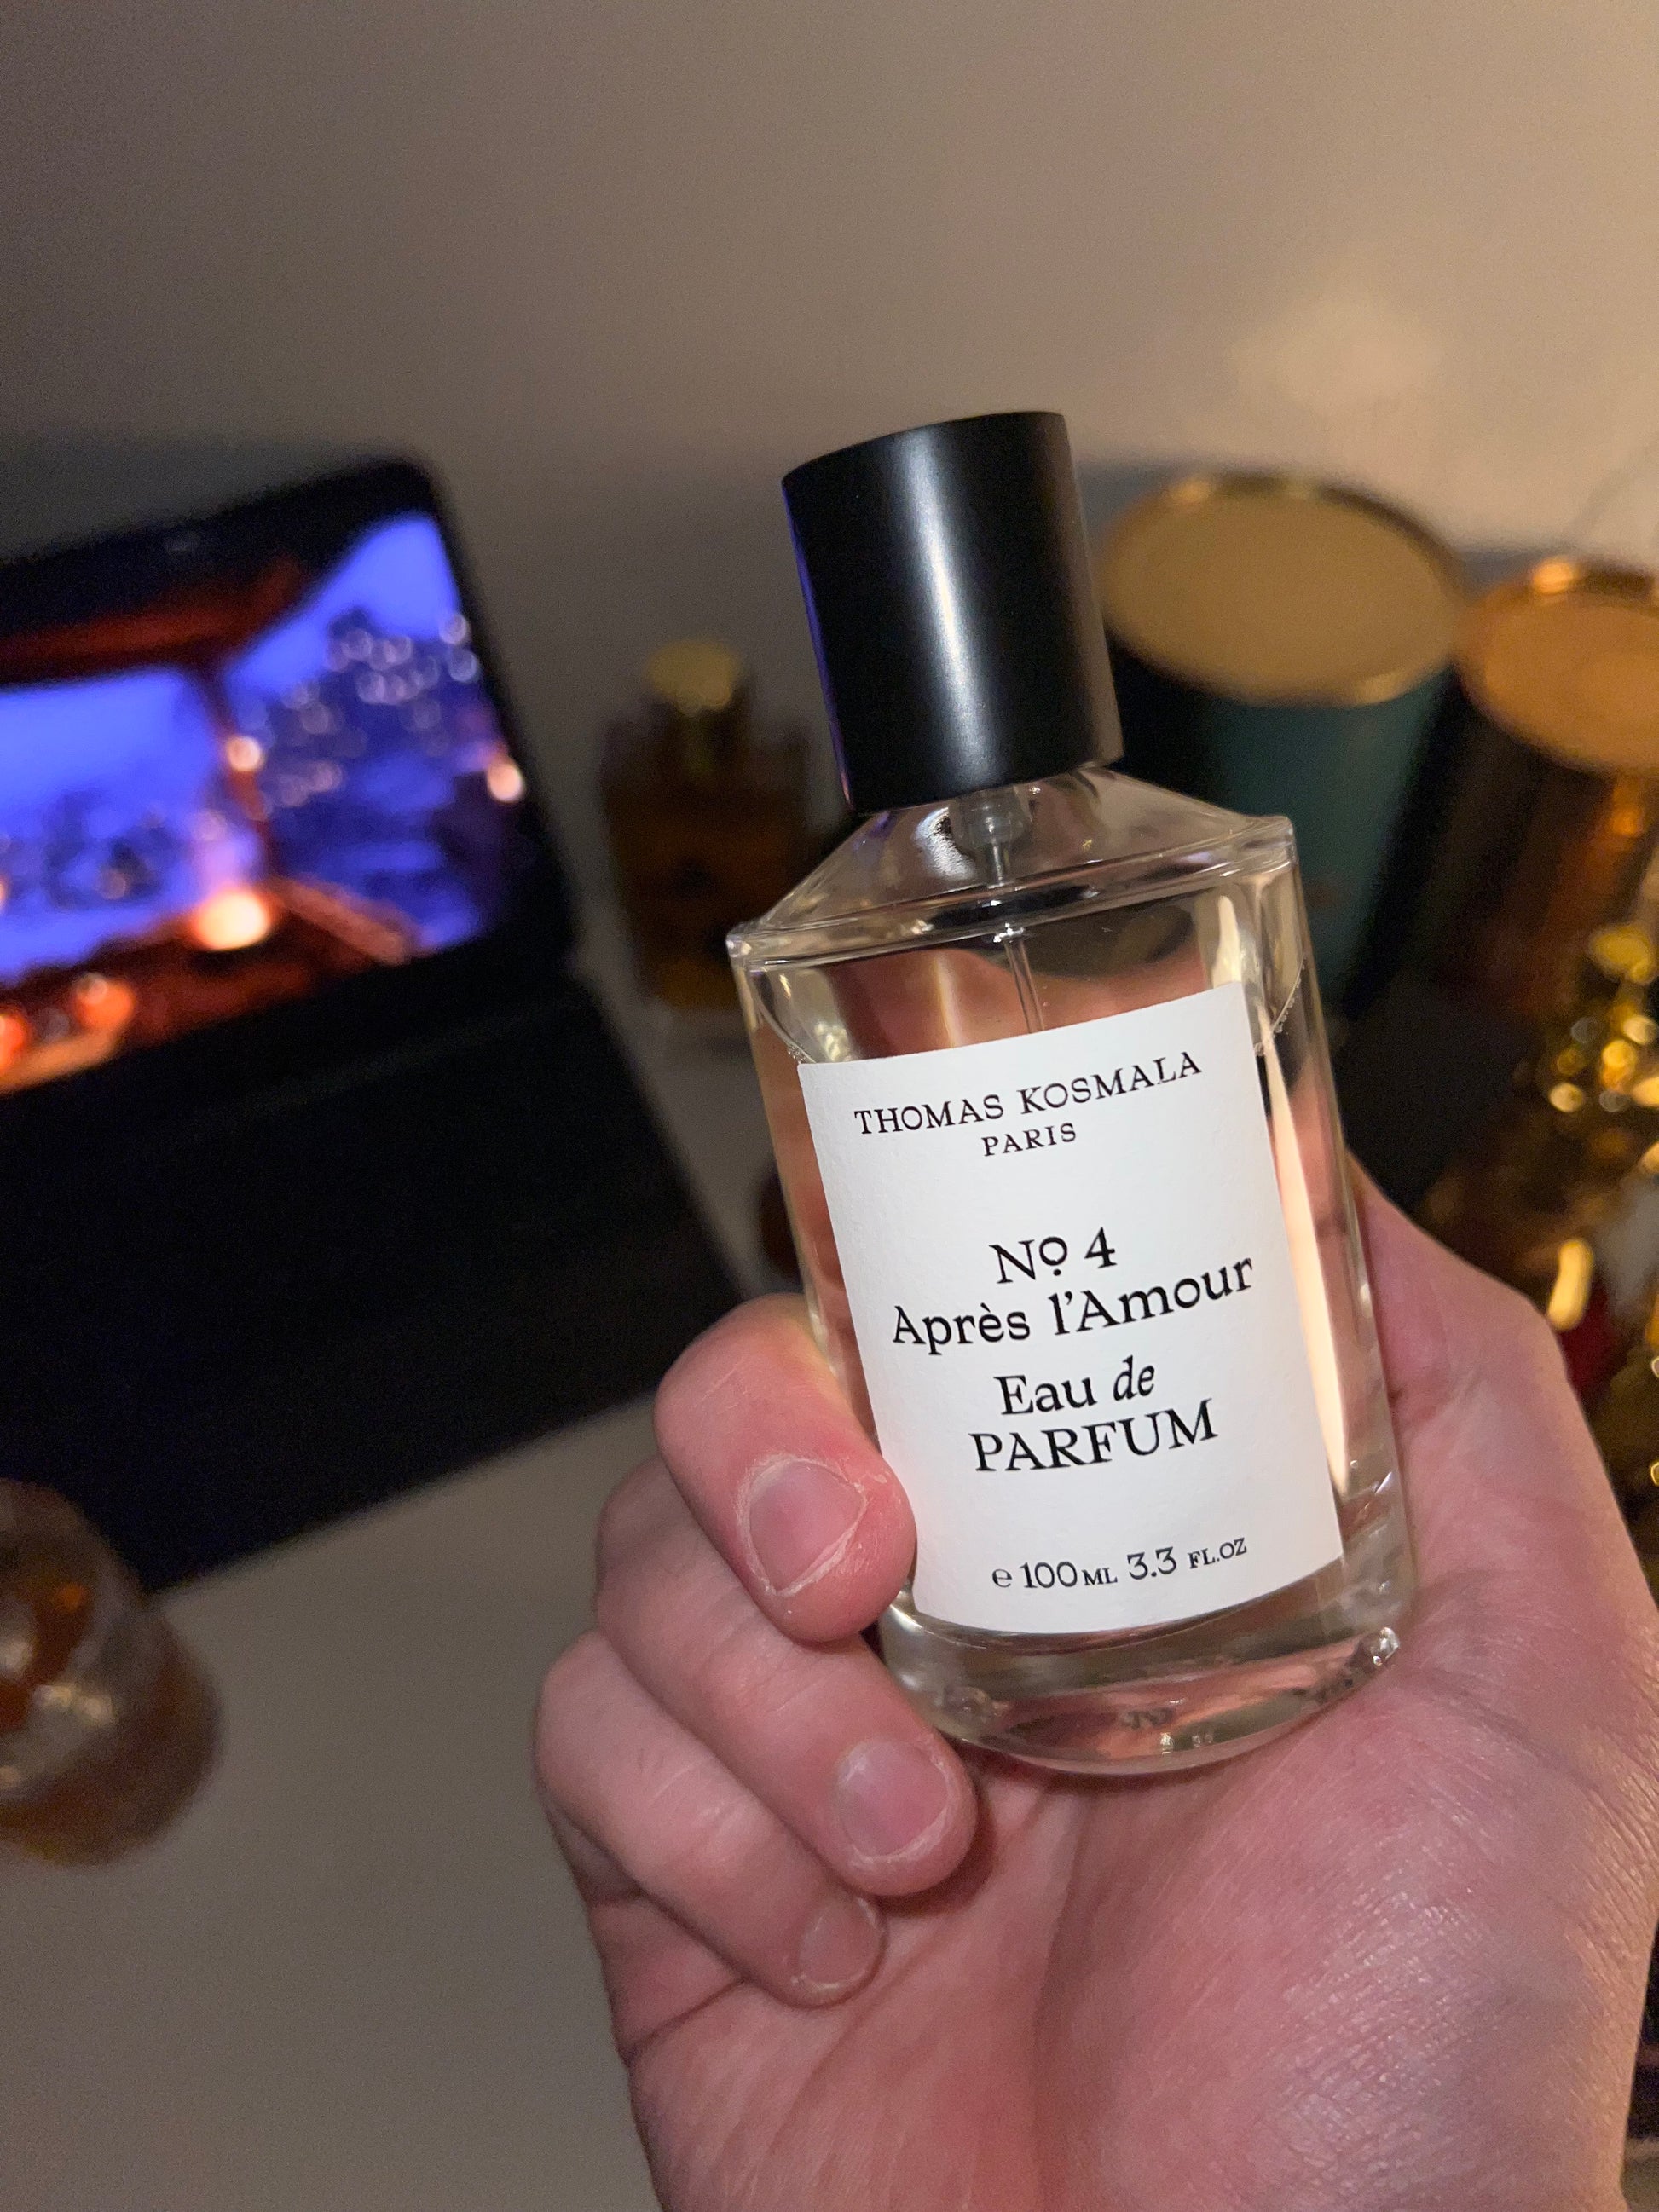 THOMAS KOSMALA
PARIS
Nº 4
Après l'Amour
Eau de
PARFUM
℮ 100ML 3.3 FL.OZ